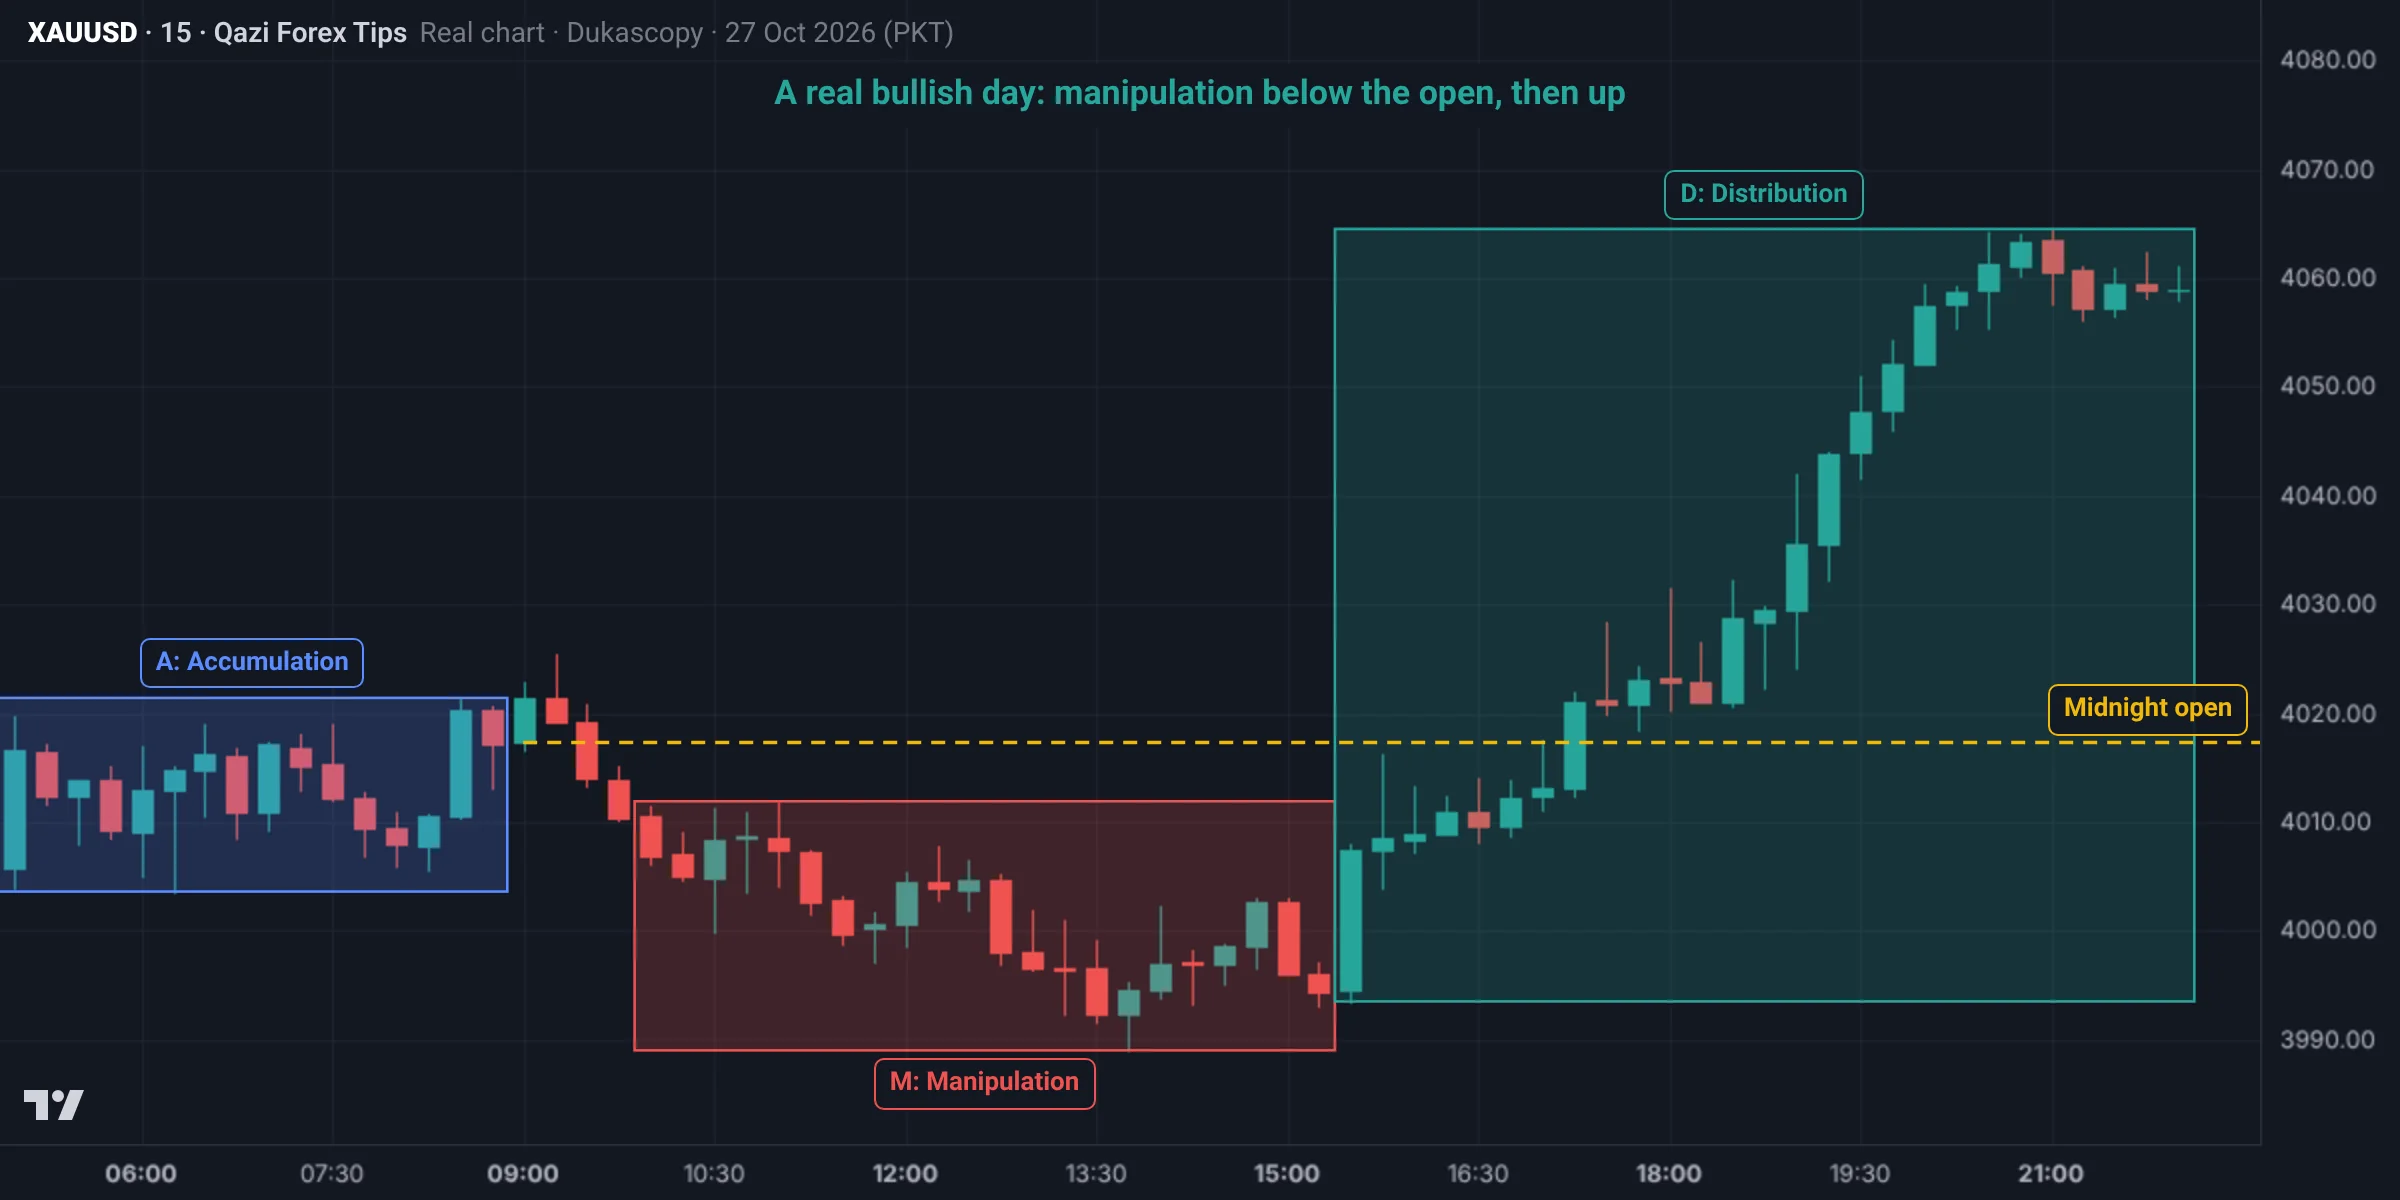 XAUUSD · 15 · Qazi Forex Tips Real chart · Dukascopy · 27 Oct 2026 (PKT)
A real bullish day: manipulation below the open, then up
4080.00
4070.00
D: Distribution
4060.00
4050.00
4040.00
4030.00
A: Accumulation
Midnight open
4020.00
4010.00
4000.00
3990.00
M: Manipulation
06:00 07:30 09:00 10:30 12:00 13:30 15:00 16:30 18:00 19:30 21:00